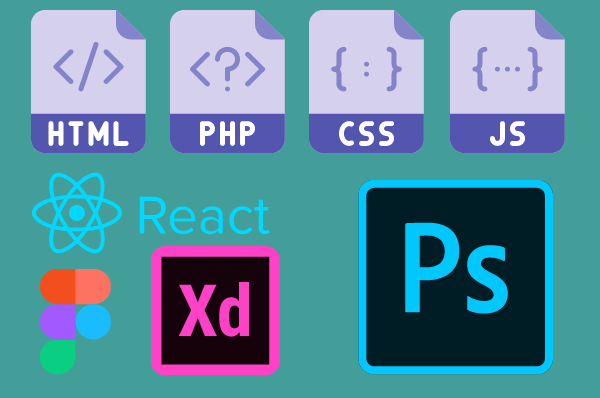 </>
<?>
{:}
{...}
HTML
PHP
CSS
JS
React
Xd
Ps